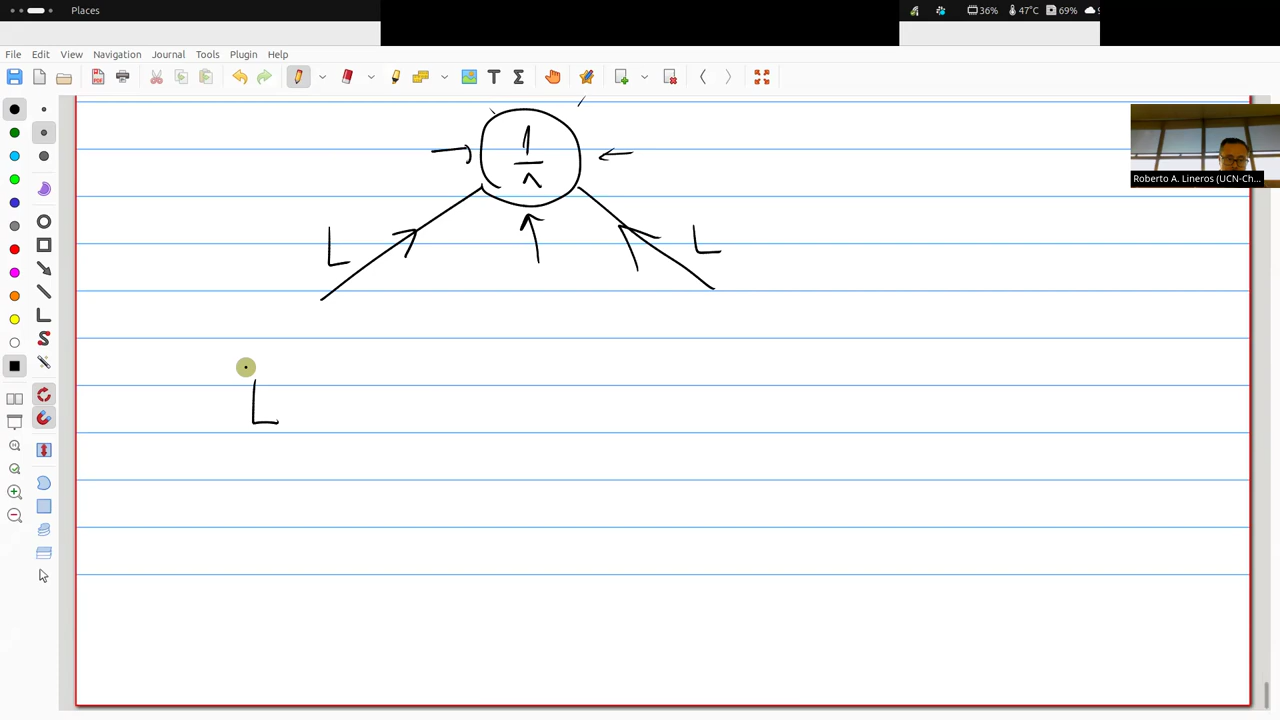 Places
36% 47°C 69%
File Edit View Navigation Journal Tools Plugin Help
1
L L
Roberto A. Lineros (UCN-Ch...
L